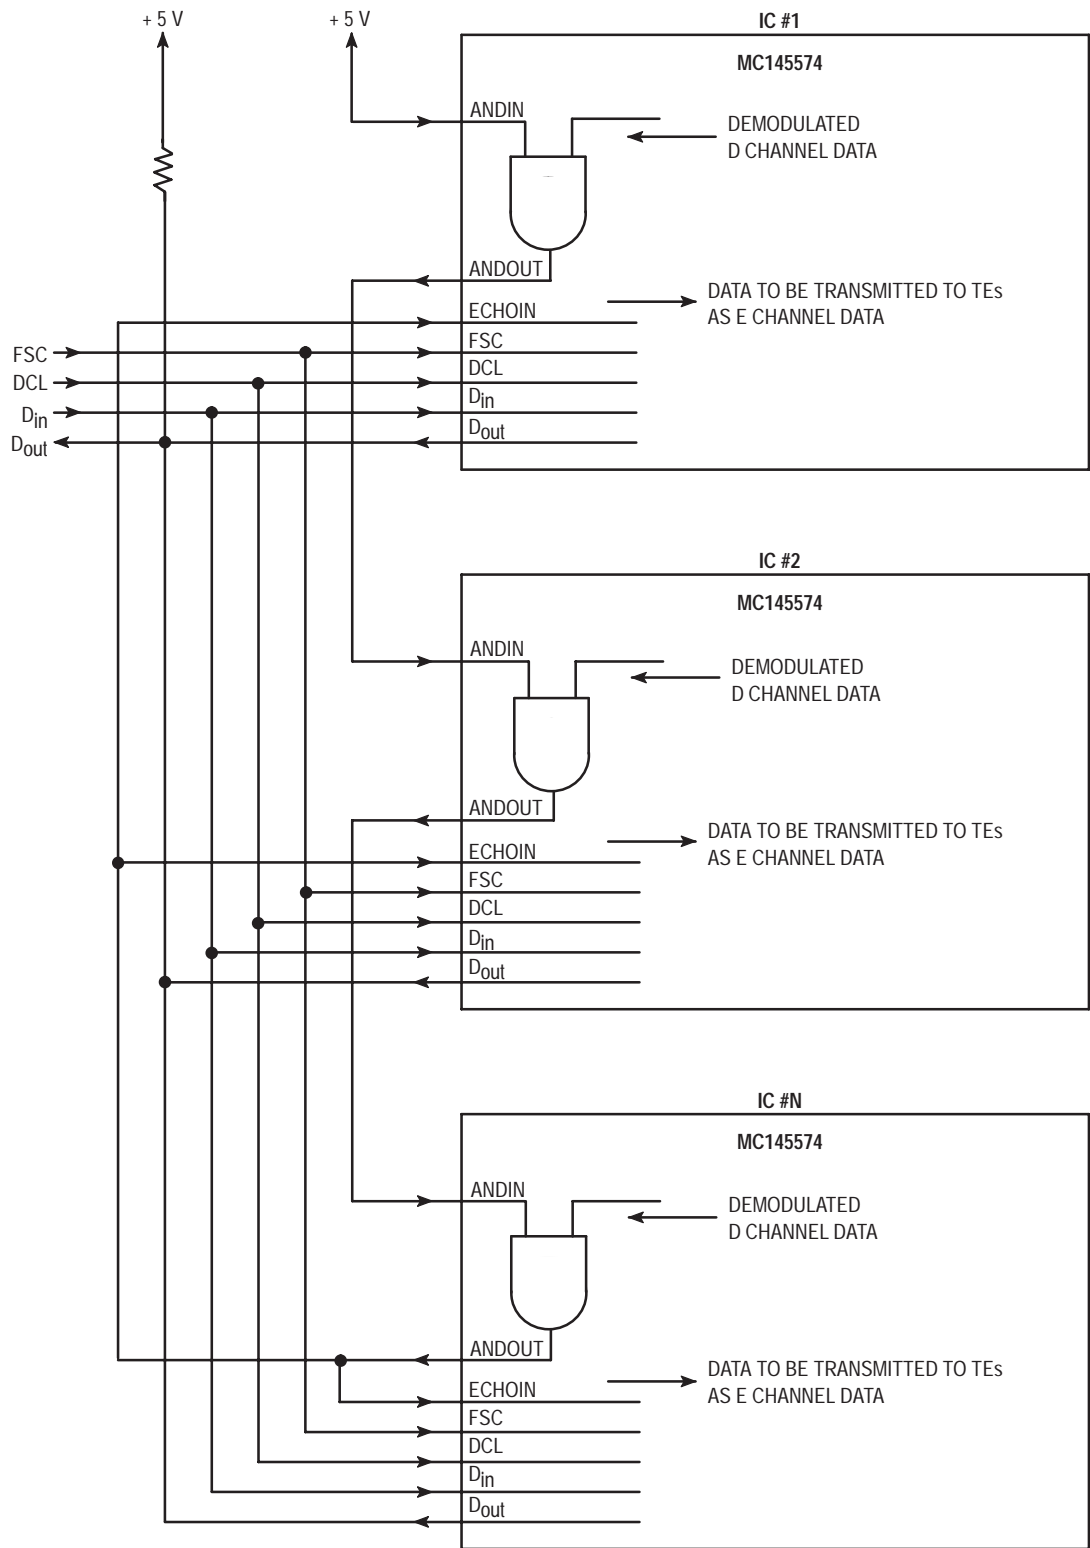 + 5 V
+ 5 V
IC #1
MC145574
ANDIN
DEMODULATED
D CHANNEL DATA
ANDOUT
DATA TO BE TRANSMITTED TO TEs
AS E CHANNEL DATA
ECHOIN
FSC
FSC
DCL
DCL
Din
Din
Dout
Dout
IC #2
MC145574
ANDIN
DEMODULATED
D CHANNEL DATA
ANDOUT
DATA TO BE TRANSMITTED TO TEs
AS E CHANNEL DATA
ECHOIN
FSC
DCL
Din
Dout
IC #N
MC145574
ANDIN
DEMODULATED
D CHANNEL DATA
ANDOUT
DATA TO BE TRANSMITTED TO TEs
AS E CHANNEL DATA
ECHOIN
FSC
DCL
Din
Dout